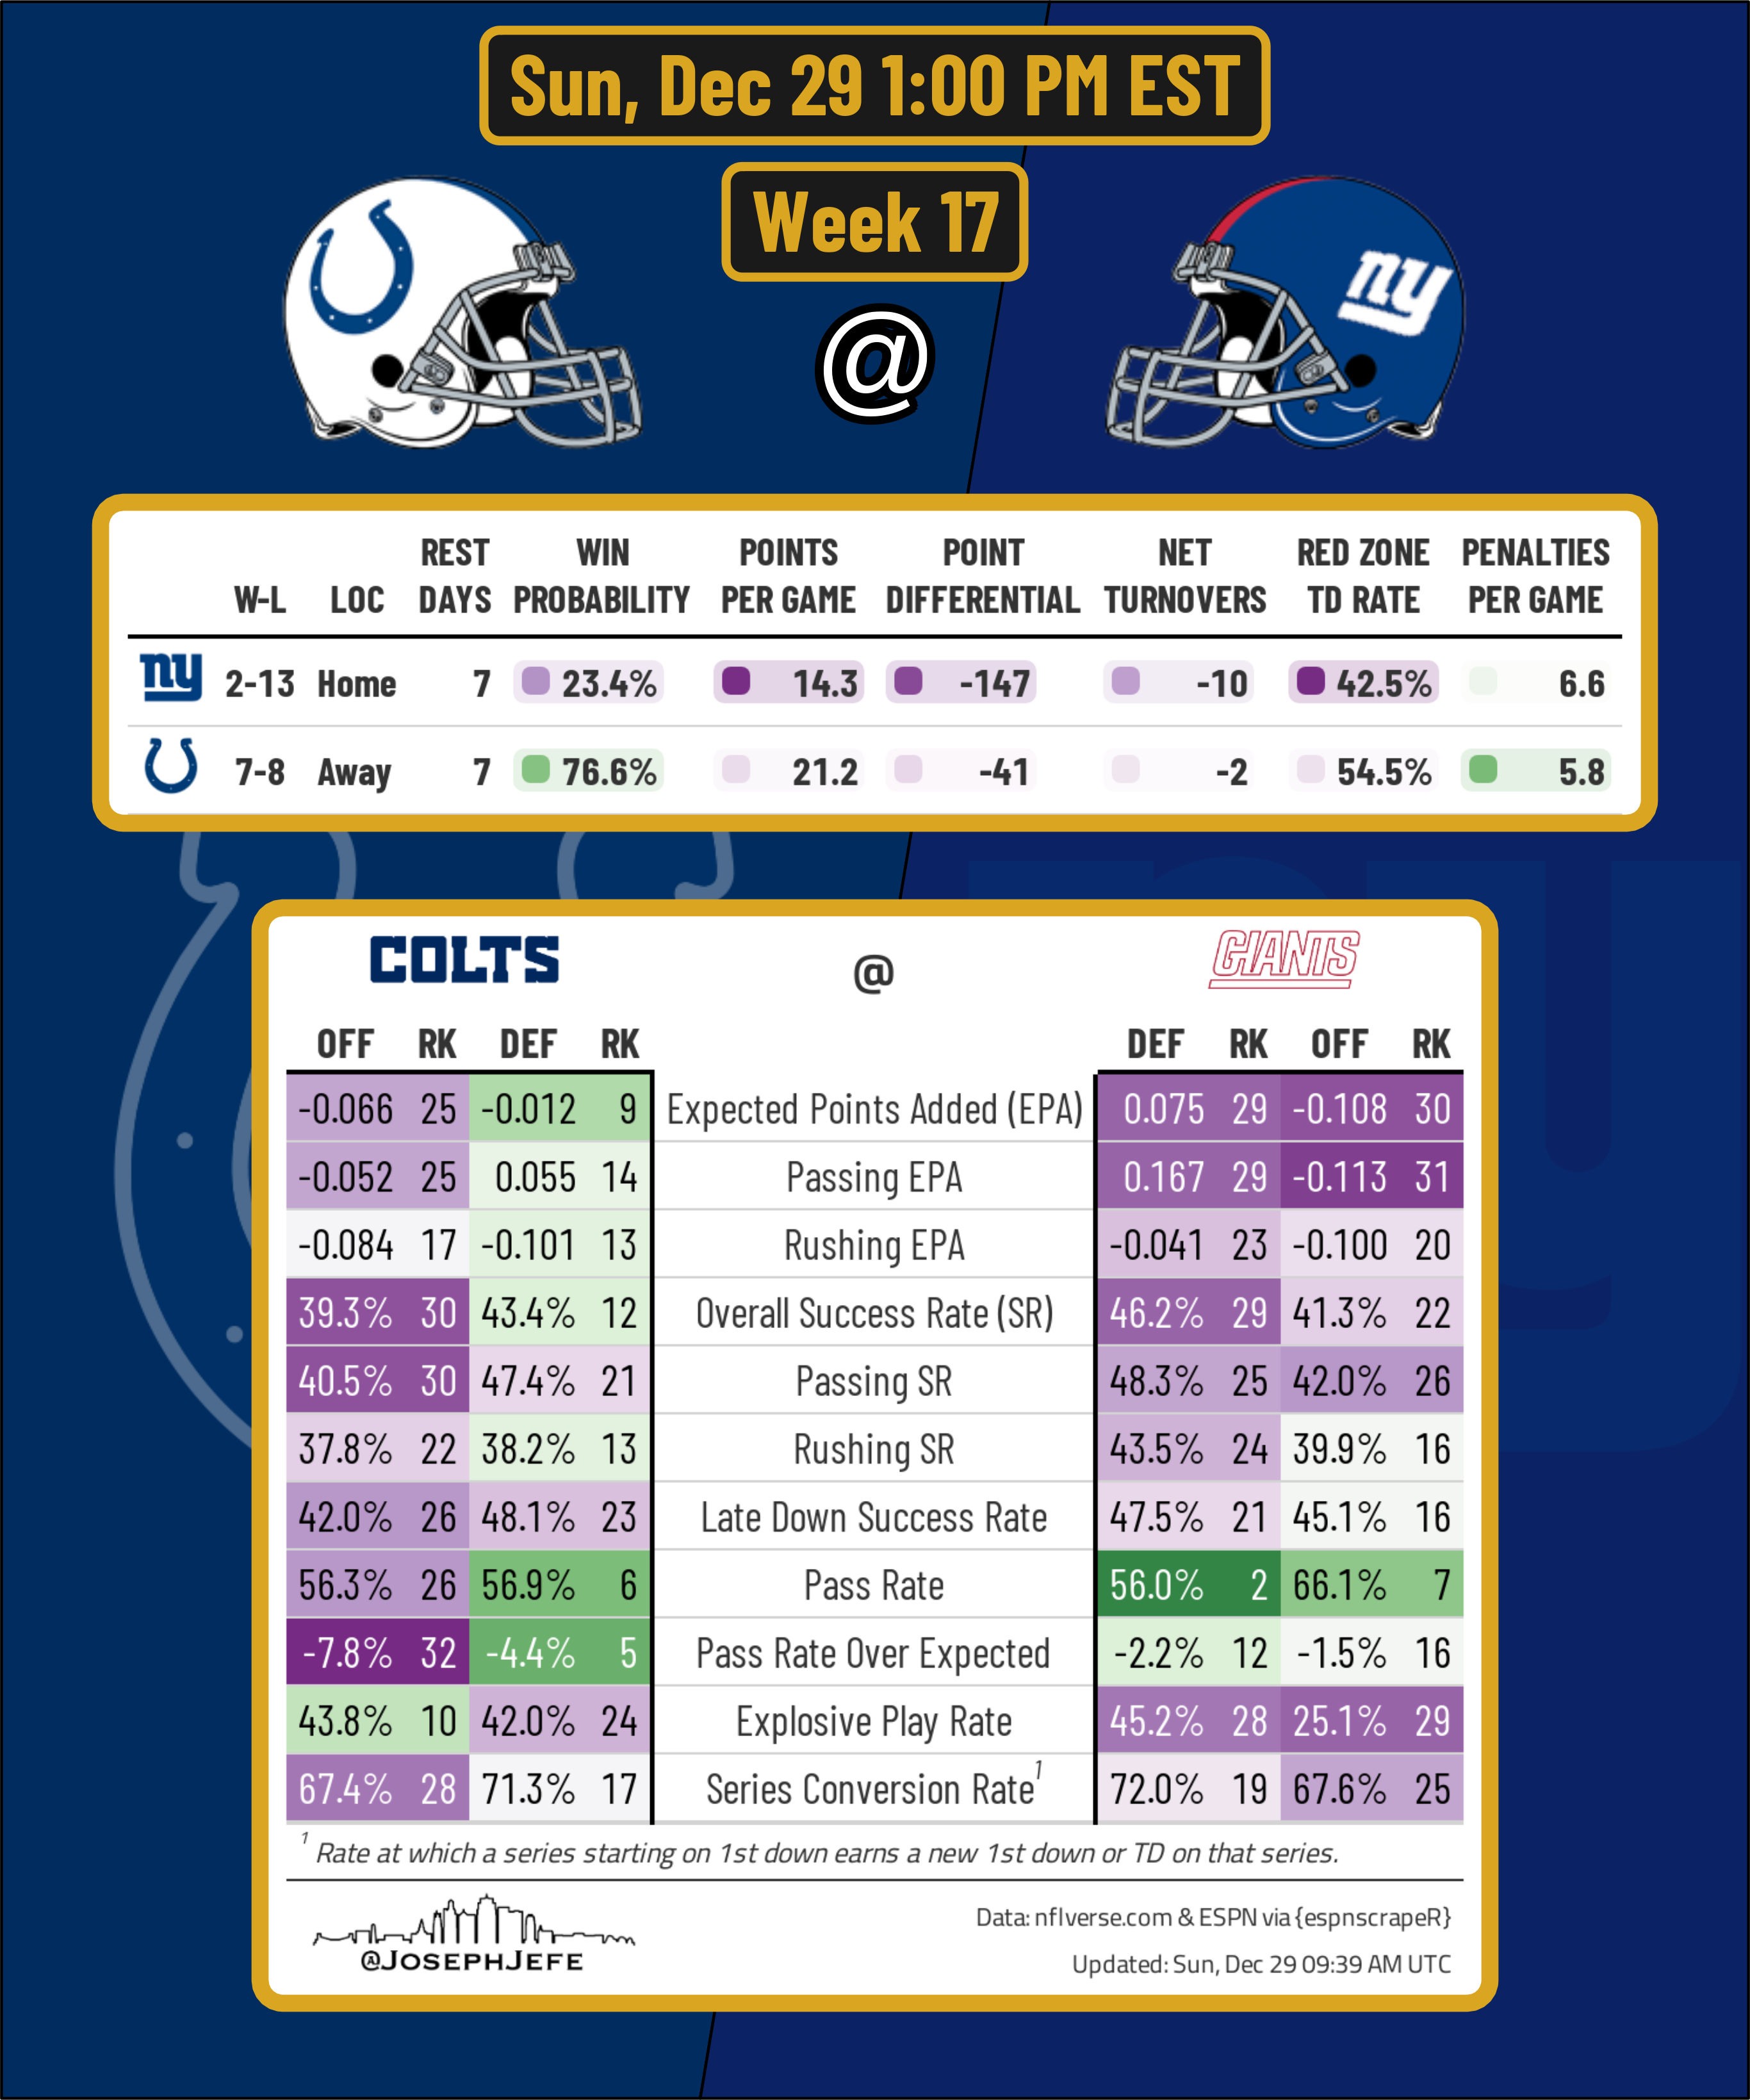 Sun, Dec 29 1:00 PM EST
Week 17
@
ny
W-L LOC REST DAYS WIN PROBABILITY POINTS PER GAME POINT DIFFERENTIAL NET TURNOVERS RED ZONE TD RATE PENALTIES PER GAME
ny 2-13 Home 7 23.4% 14.3 -147 -10 42.5% 6.6
7-8 Away 7 76.6% 21.2 -41 -2 54.5% 5.8
ny
COLTS @ GIANTS
OFF RK DEF RK DEF RK OFF RK
-0.066 25 -0.012 9 Expected Points Added (EPA) 0.075 29 -0.108 30
-0.052 25 0.055 14 Passing EPA 0.167 29 -0.113 31
-0.084 17 -0.101 13 Rushing EPA -0.041 23 -0.100 20
39.3% 30 43.4% 12 Overall Success Rate (SR) 46.2% 29 41.3% 22
40.5% 30 47.4% 21 Passing SR 48.3% 25 42.0% 26
37.8% 22 38.2% 13 Rushing SR 43.5% 24 39.9% 16
42.0% 26 48.1% 23 Late Down Success Rate 47.5% 21 45.1% 16
56.3% 26 56.9% 6 Pass Rate 56.0% 2 66.1% 7
-7.8% 32 -4.4% 5 Pass Rate Over Expected -2.2% 12 -1.5% 16
43.8% 10 42.0% 24 Explosive Play Rate 45.2% 28 25.1% 29
67.4% 28 71.3% 17 Series Conversion Rate¹ 72.0% 19 67.6% 25
¹ Rate at which a series starting on 1st down earns a new 1st down or TD on that series.
@JOSEPHJEFE
Data: nflverse.com & ESPN via {espnscrapeR}
Updated: Sun, Dec 29 09:39 AM UTC